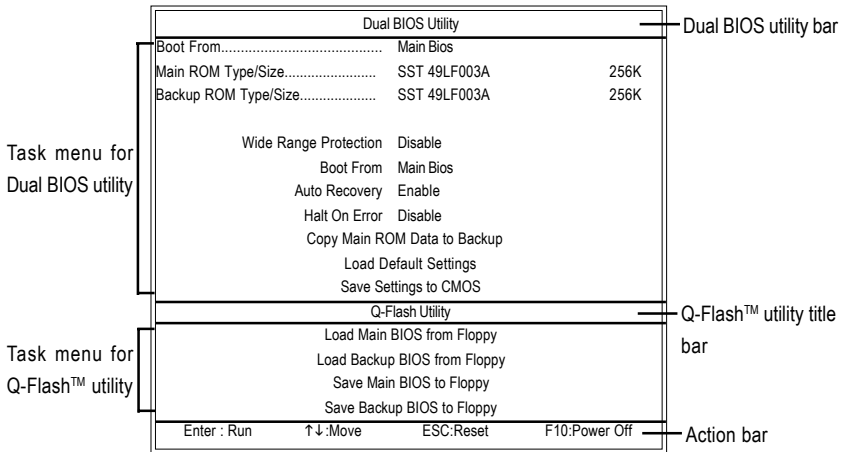 Dual BIOS Utility
Dual BIOS utility bar
Boot From........................................ Main Bios
Main ROM Type/Size....................... SST 49LF003A 256K
Backup ROM Type/Size................... SST 49LF003A 256K
Wide Range Protection Disable
Boot From Main Bios
Auto Recovery Enable
Halt On Error Disable
Copy Main ROM Data to Backup
Load Default Settings
Save Settings to CMOS
Task menu for
Dual BIOS utility
Q-Flash Utility
Q-Flash™ utility title
bar
Load Main BIOS from Floppy
Load Backup BIOS from Floppy
Save Main BIOS to Floppy
Save Backup BIOS to Floppy
Task menu for
Q-Flash™ utility
Enter : Run ↑↓:Move ESC:Reset F10:Power Off
Action bar